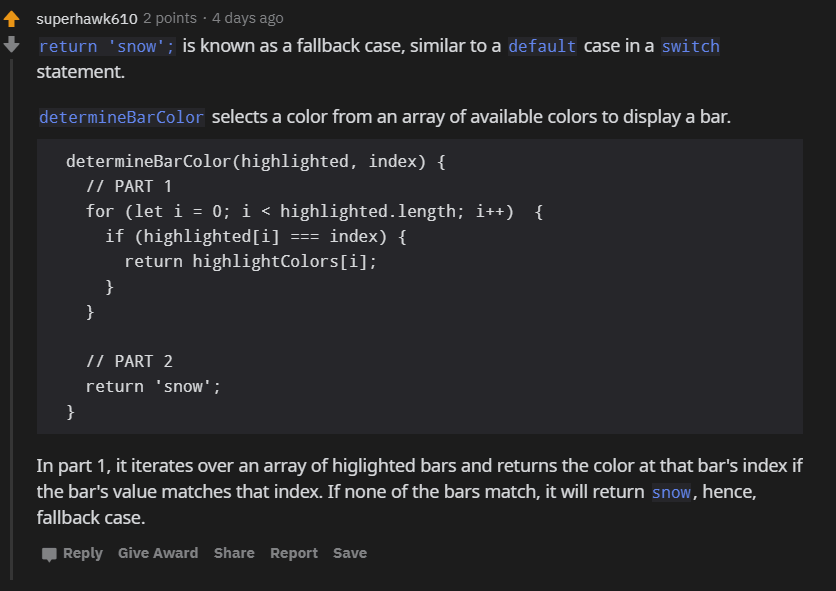 superhawk610 2 points · 4 days ago
return 'snow'; is known as a fallback case, similar to a default case in a switch
statement.
determineBarColor selects a color from an array of available colors to display a bar.
determineBarColor(highlighted, index) {
  // PART 1
  for (let i = 0; i < highlighted.length; i++)  {
    if (highlighted[i] === index) {
      return highlightColors[i];
    }
  }
  // PART 2
  return 'snow';
}
In part 1, it iterates over an array of higlighted bars and returns the color at that bar's index if
the bar's value matches that index. If none of the bars match, it will return snow, hence,
fallback case.
Reply Give Award Share Report Save